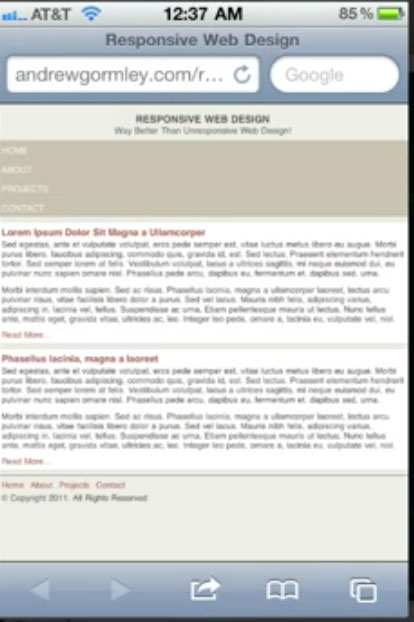 AT&T 12:37 AM 85%
Responsive Web Design
andrewgormley.com/r... Google
RESPONSIVE WEB DESIGN
Way Better Than Unresponsive Web Design!
HOME
ABOUT
PROJECTS
CONTACT
Lorem Ipsum Dolor Sit Magna a Ullamcorper
Sed egestas, ante et vulputate volutpat, eros pede semper est, vitae luctus metus libero eu augue. Morbi
purus libero, faucibus adipiscing, commodo quis, gravida id, est. Sed lectus. Praesent elementum hendrerit
tortor. Sed semper lorem at felis. Vestibulum volutpat, lacus a ultrices sagittis, mi neque euismod dui, eu
pulvinar nunc sapien ornare nisl. Phasellus pede arcu, dapibus eu, fermentum et, dapibus sed, urna.
Morbi interdum mollis sapien. Sed ac risus. Phasellus lacinia, magna a ullamcorper laoreet, lectus arcu
pulvinar risus, vitae facilisis libero dolor a purus. Sed vel lacus. Mauris nibh felis, adipiscing varius,
adipiscing in, lacinia vel, tellus. Suspendisse ac urna. Etiam pellentesque mauris ut lectus. Nunc tellus
ante, mattis eget, gravida vitae, ultricies ac, leo. Integer leo pede, ornare a, lacinia eu, vulputate vel, nisl.
Read More...
Phasellus lacinia, magna a laoreet
Sed egestas, ante et vulputate volutpat, eros pede semper est, vitae luctus metus libero eu augue. Morbi
purus libero, faucibus adipiscing, commodo quis, gravida id, est. Sed lectus. Praesent elementum hendrerit
tortor. Sed semper lorem at felis. Vestibulum volutpat, lacus a ultrices sagittis, mi neque euismod dui, eu
pulvinar nunc sapien ornare nisl. Phasellus pede arcu, dapibus eu, fermentum et, dapibus sed, urna.
Morbi interdum mollis sapien. Sed ac risus. Phasellus lacinia, magna a ullamcorper laoreet, lectus arcu
pulvinar risus, vitae facilisis libero dolor a purus. Sed vel lacus. Mauris nibh felis, adipiscing varius,
adipiscing in, lacinia vel, tellus. Suspendisse ac urna. Etiam pellentesque mauris ut lectus. Nunc tellus
ante, mattis eget, gravida vitae, ultricies ac, leo. Integer leo pede, ornare a, lacinia eu, vulputate vel, nisl.
Read More...
Home About Projects Contact
© Copyright 2011. All Rights Reserved